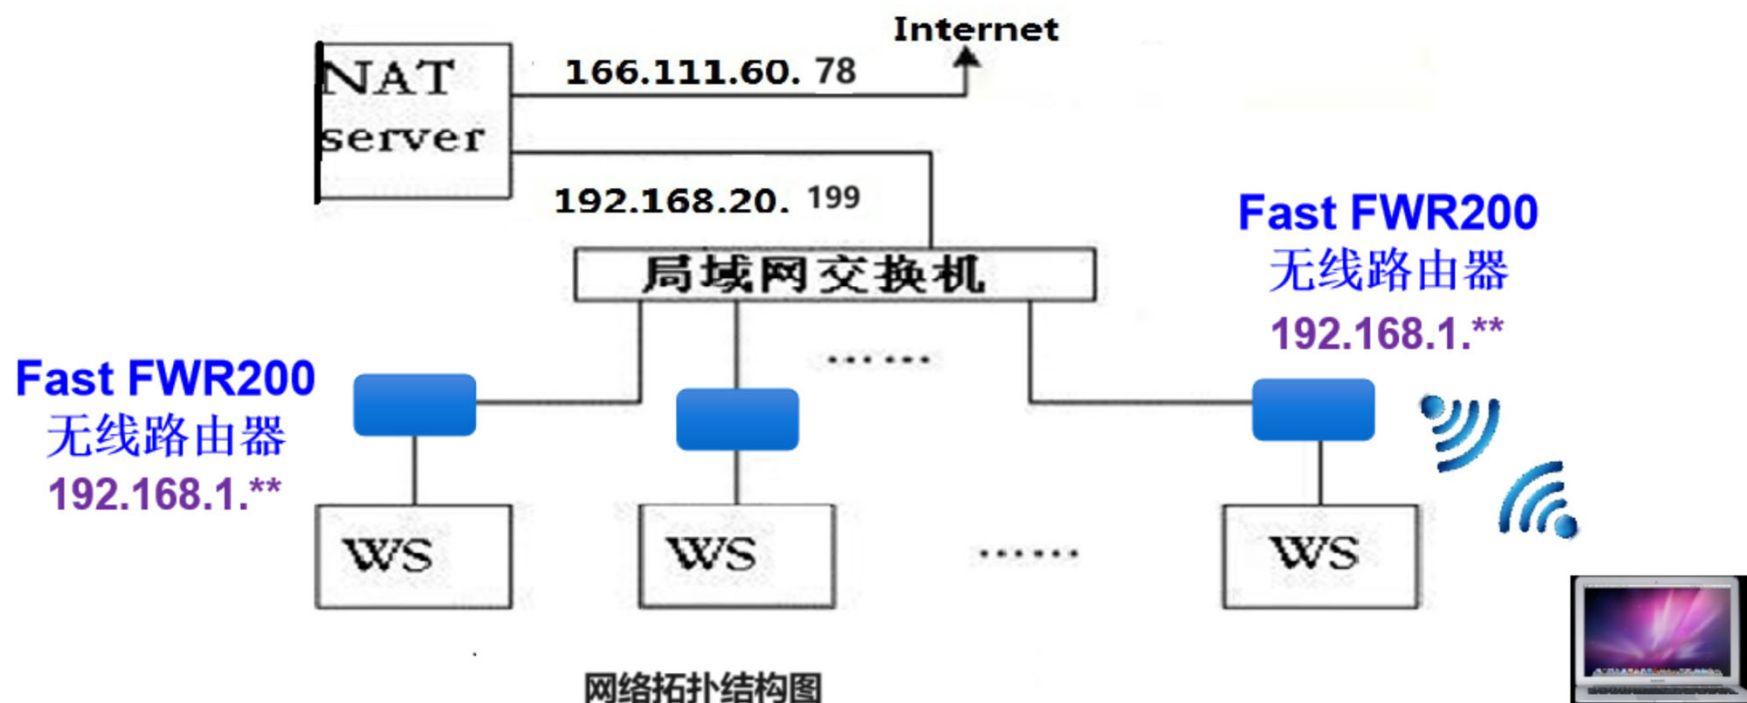 Internet
NAT
server
166.111.60. 78
192.168.20. 199
Fast FWR200
无线路由器
192.168.1.**
局域网交换机
……
Fast FWR200
无线路由器
192.168.1.**
WS
WS
……
WS
网络拓扑结构图